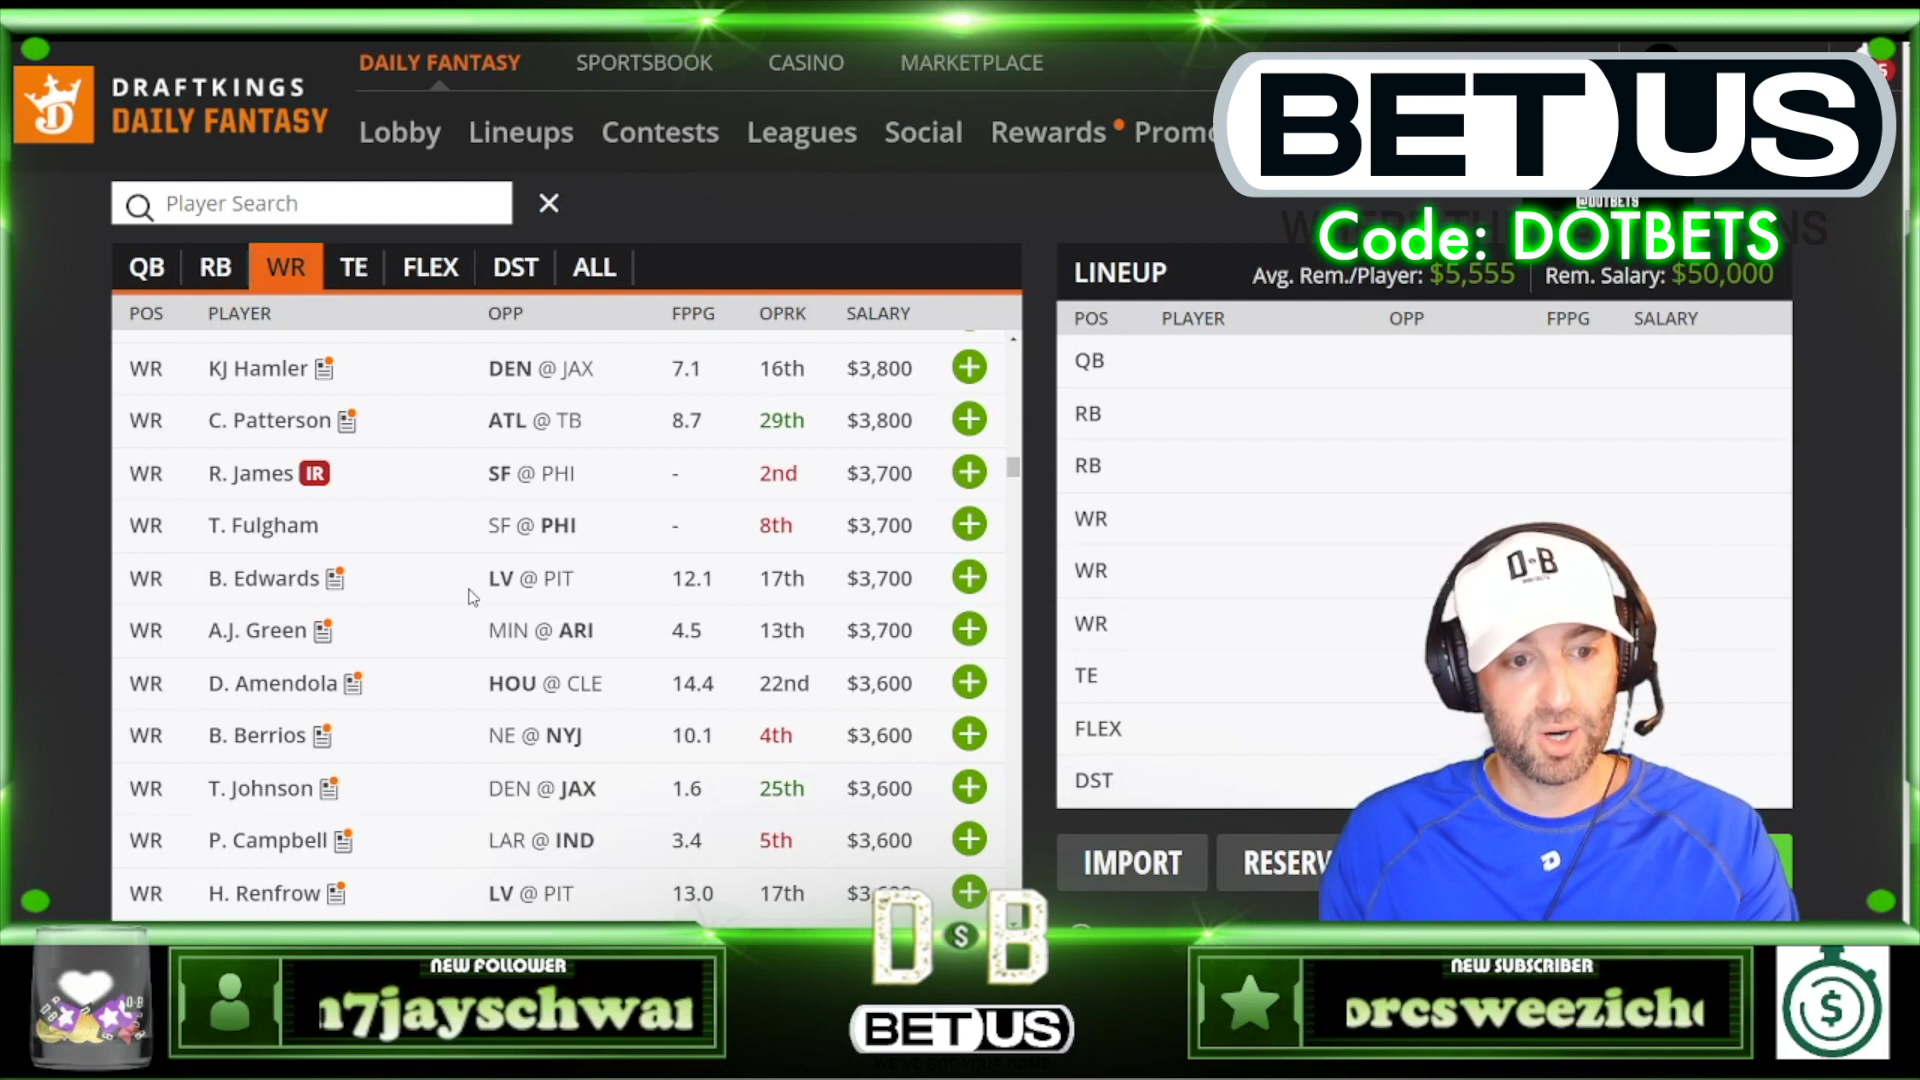 DRAFTKINGS
DAILY FANTASY
DAILY FANTASY SPORTSBOOK CASINO MARKETPLACE
Lobby Lineups Contests Leagues Social Rewards Promo
BETUS
@DOTBETS
Code: DOTBETS
Player Search
QB RB WR TE FLEX DST ALL
POS PLAYER OPP FPPG OPRK SALARY
WR KJ Hamler DEN @ JAX 7.1 16th $3,800
WR C. Patterson ATL @ TB 8.7 29th $3,800
WR R. James IR SF @ PHI - 2nd $3,700
WR T. Fulgham SF @ PHI - 8th $3,700
WR B. Edwards LV @ PIT 12.1 17th $3,700
WR A.J. Green MIN @ ARI 4.5 13th $3,700
WR D. Amendola HOU @ CLE 14.4 22nd $3,600
WR B. Berrios NE @ NYJ 10.1 4th $3,600
WR T. Johnson DEN @ JAX 1.6 25th $3,600
WR P. Campbell LAR @ IND 3.4 5th $3,600
WR H. Renfrow LV @ PIT 13.0 17th $3,600
LINEUP Avg. Rem./Player: $5,555 Rem. Salary: $50,000
POS PLAYER OPP FPPG SALARY
QB
RB
RB
WR
WR
WR
TE
FLEX
DST
IMPORT RESERV
D-B
D $ B
BETUS
NEW FOLLOWER
n7jayschwar
NEW SUBSCRIBER
orcsweeziche